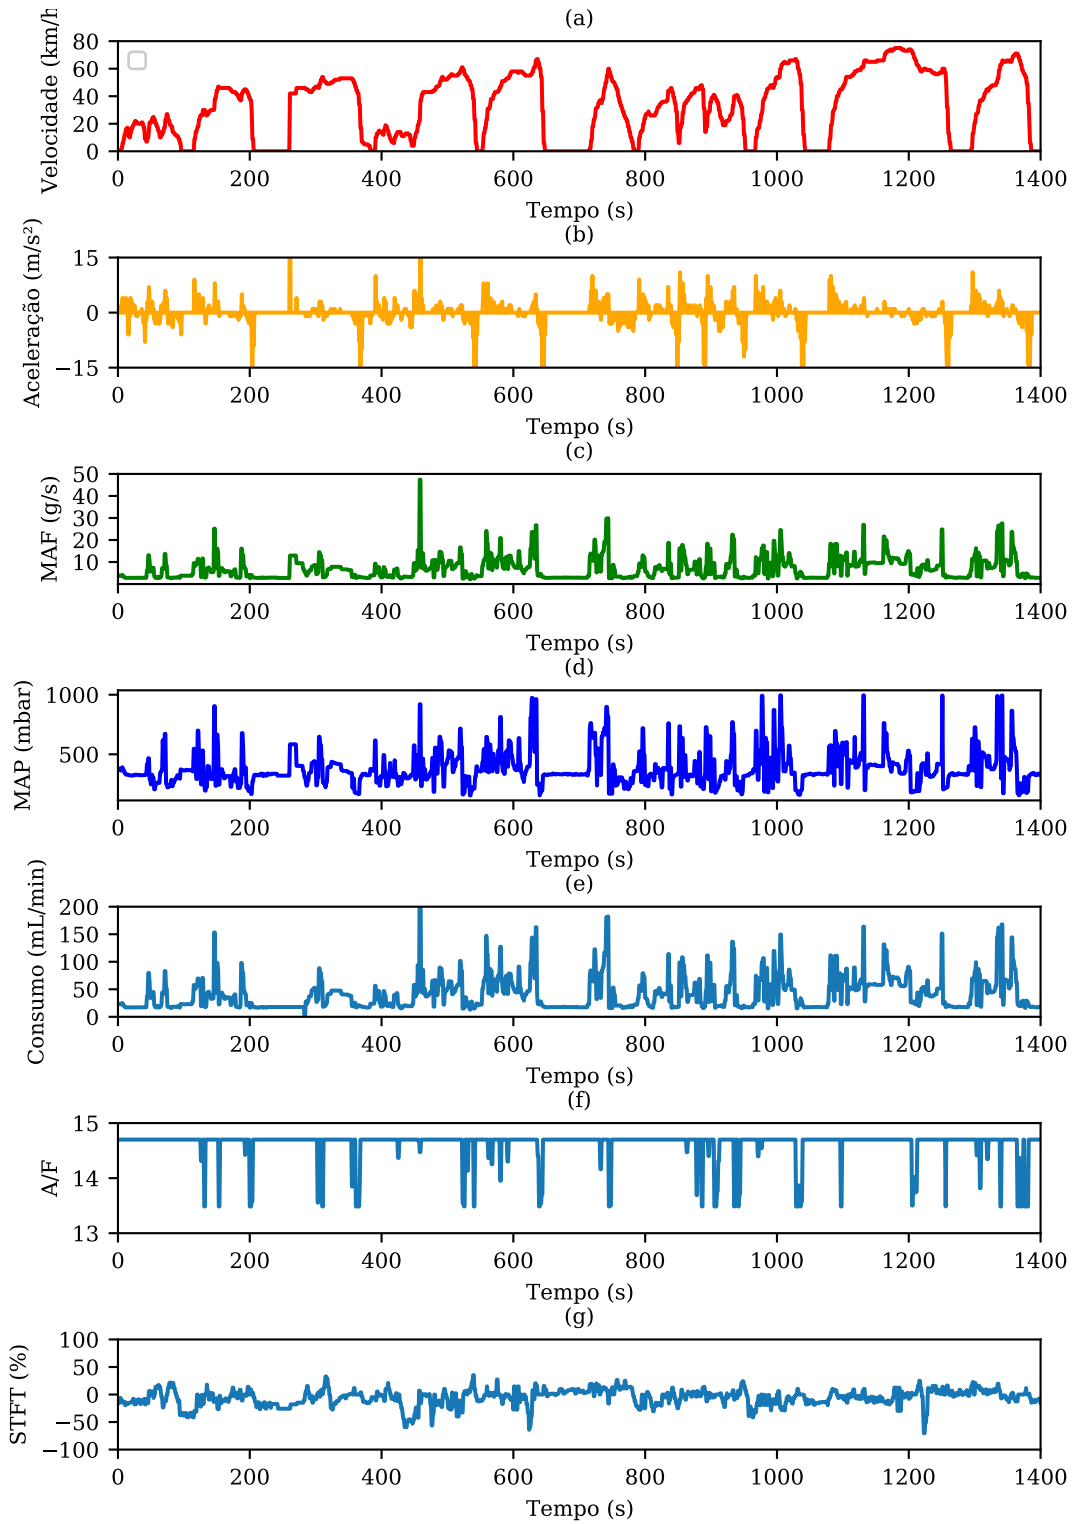 (a)
Velocidade (km/h
80
60
40
20
0
0 200 400 600 800 1000 1200 1400
Tempo (s)
(b)
Aceleração (m/s²)
15
0
−15
0 200 400 600 800 1000 1200 1400
Tempo (s)
(c)
MAF (g/s)
50
40
30
20
10
0 200 400 600 800 1000 1200 1400
Tempo (s)
(d)
MAP (mbar)
1000
500
0 200 400 600 800 1000 1200 1400
Tempo (s)
(e)
Consumo (mL/min)
200
150
100
50
0
0 200 400 600 800 1000 1200 1400
Tempo (s)
(f)
A/F
15
14
13
0 200 400 600 800 1000 1200 1400
Tempo (s)
(g)
STFT (%)
100
50
0
−50
−100
0 200 400 600 800 1000 1200 1400
Tempo (s)